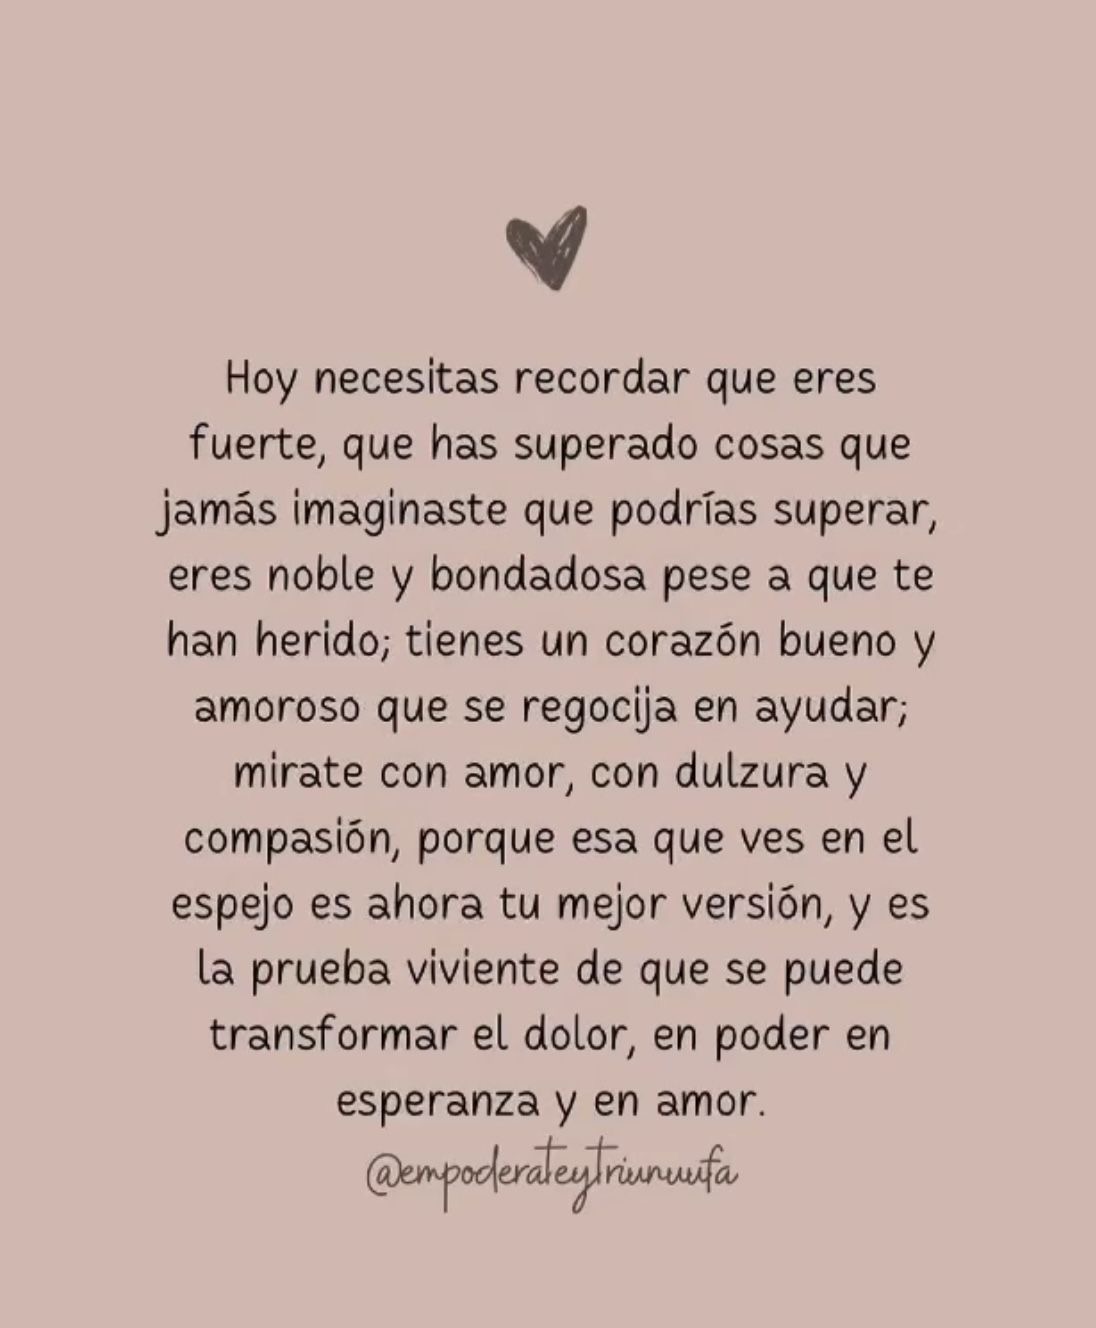 Hoy necesitas recordar que eres
fuerte, que has superado cosas que
jamás imaginaste que podrías superar,
eres noble y bondadosa pese a que te
han herido; tienes un corazón bueno y
amoroso que se regocija en ayudar;
mirate con amor, con dulzura y
compasión, porque esa que ves en el
espejo es ahora tu mejor versión, y es
la prueba viviente de que se puede
transformar el dolor, en poder en
esperanza y en amor.
@empoderateytriunuufa